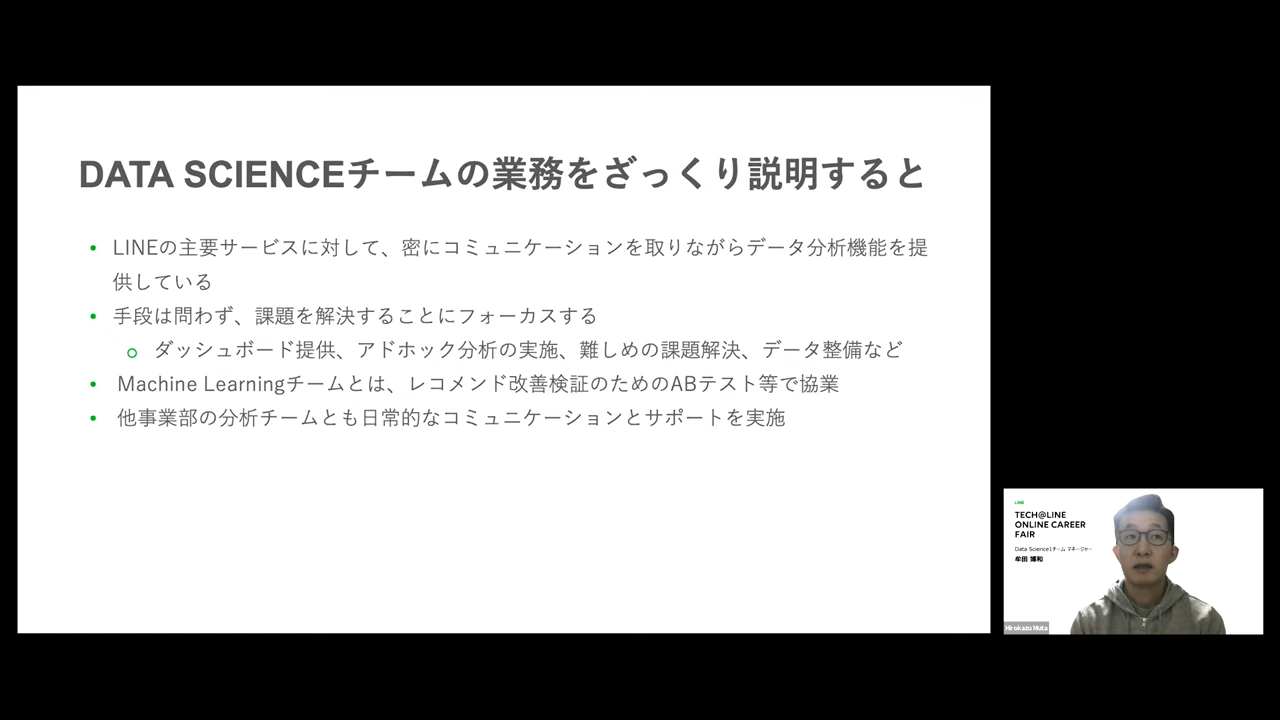 DATA SCIENCEチームの業務をざっくり説明すると
• LINEの主要サービスに対して、密にコミュニケーションを取りながらデータ分析機能を提
供している
• 手段は問わず、課題を解決することにフォーカスする
○ ダッシュボード提供、アドホック分析の実施、難しめの課題解決、データ整備など
• Machine Learningチームとは、レコメンド改善検証のためのABテスト等で協業
• 他事業部の分析チームとも日常的なコミュニケーションとサポートを実施
LINE
TECH@LINE
ONLINE CAREER
FAIR
Data Science1チーム マネージャー
牟田 博和
Hirokazu Muta